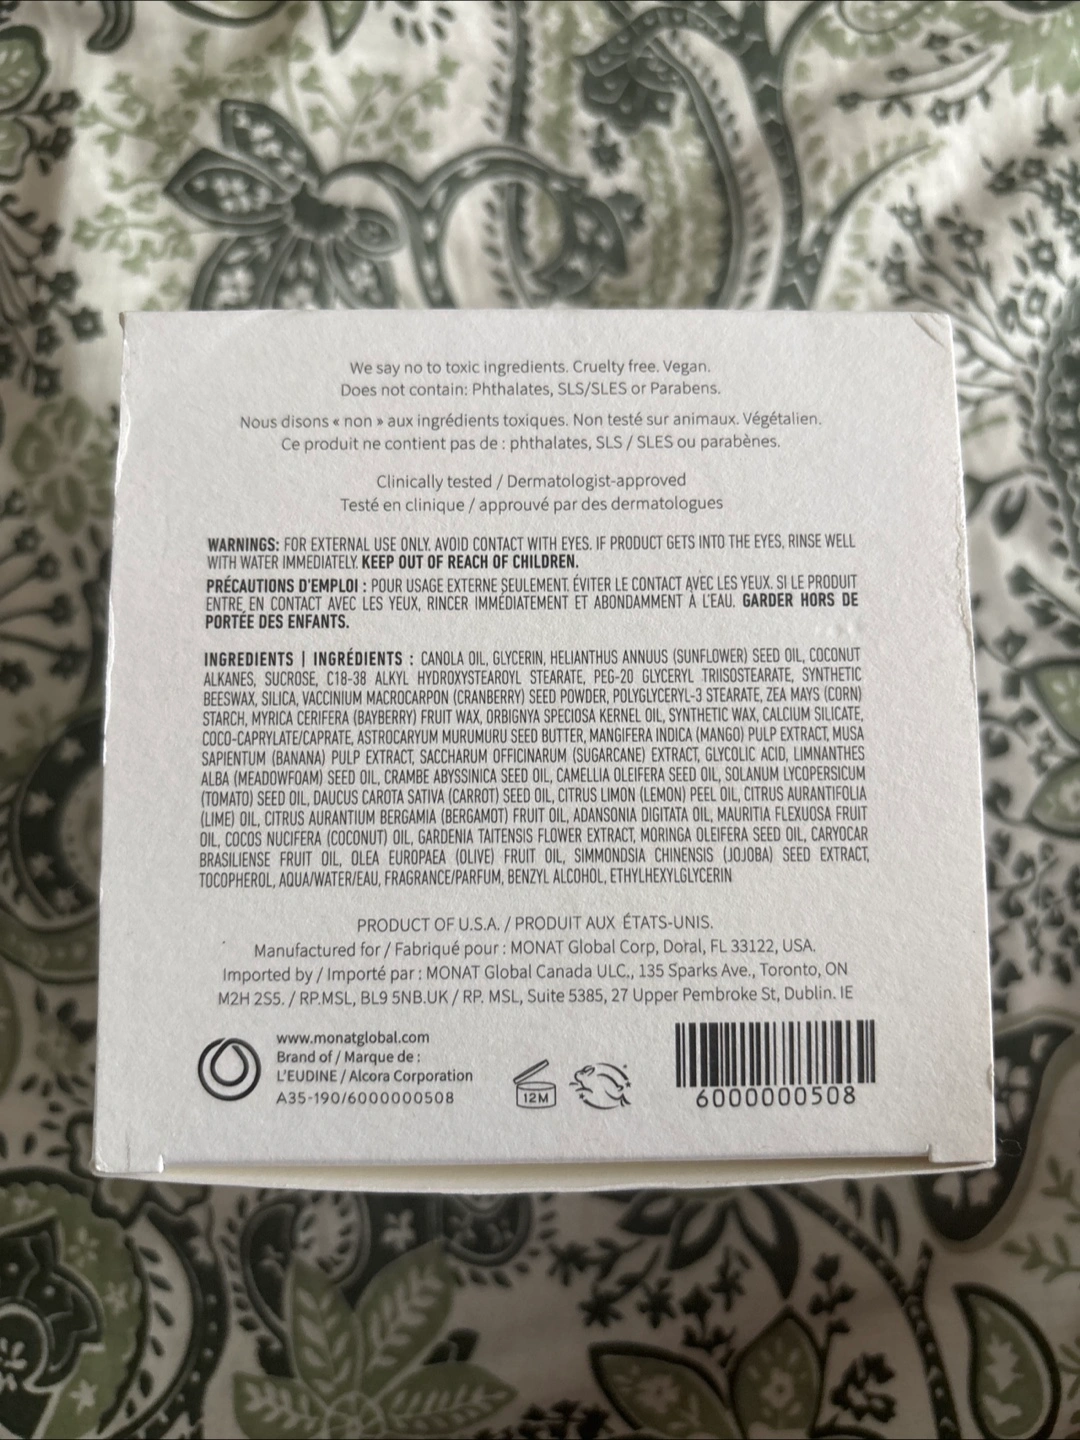 We say no to toxic ingredients. Cruelty free. Vegan.
Does not contain: Phthalates, SLS/SLES or Parabens.
Nous disons « non » aux ingrédients toxiques. Non testé sur animaux. Végétalien.
Ce produit ne contient pas de : phthalates, SLS / SLES ou parabènes.
Clinically tested / Dermatologist-approved
Testé en clinique / approuvé par des dermatologues
WARNINGS: FOR EXTERNAL USE ONLY. AVOID CONTACT WITH EYES. IF PRODUCT GETS INTO THE EYES, RINSE WELL
WITH WATER IMMEDIATELY. KEEP OUT OF REACH OF CHILDREN.
PRÉCAUTIONS D'EMPLOI : POUR USAGE EXTERNE SEULEMENT. ÉVITER LE CONTACT AVEC LES YEUX. SI LE PRODUIT
ENTRE EN CONTACT AVEC LES YEUX, RINCER IMMÉDIATEMENT ET ABONDAMMENT À L'EAU. GARDER HORS DE
PORTÉE DES ENFANTS.
INGREDIENTS | INGRÉDIENTS : CANOLA OIL, GLYCERIN, HELIANTHUS ANNUUS (SUNFLOWER) SEED OIL, COCONUT
ALKANES, SUCROSE, C18-38 ALKYL HYDROXYSTEAROYL STEARATE, PEG-20 GLYCERYL TRIISOSTEARATE, SYNTHETIC
BEESWAX, SILICA, VACCINIUM MACROCARPON (CRANBERRY) SEED POWDER, POLYGLYCERYL-3 STEARATE, ZEA MAYS (CORN)
STARCH, MYRICA CERIFERA (BAYBERRY) FRUIT WAX, ORBIGNYA SPECIOSA KERNEL OIL, SYNTHETIC WAX, CALCIUM SILICATE,
COCO-CAPRYLATE/CAPRATE, ASTROCARYUM MURUMURU SEED BUTTER, MANGIFERA INDICA (MANGO) PULP EXTRACT, MUSA
SAPIENTUM (BANANA) PULP EXTRACT, SACCHARUM OFFICINARUM (SUGARCANE) EXTRACT, GLYCOLIC ACID, LIMNANTHES
ALBA (MEADOWFOAM) SEED OIL, CRAMBE ABYSSINICA SEED OIL, CAMELLIA OLEIFERA SEED OIL, SOLANUM LYCOPERSICUM
(TOMATO) SEED OIL, DAUCUS CAROTA SATIVA (CARROT) SEED OIL, CITRUS LIMON (LEMON) PEEL OIL, CITRUS AURANTIFOLIA
(LIME) OIL, CITRUS AURANTIUM BERGAMIA (BERGAMOT) FRUIT OIL, ADANSONIA DIGITATA OIL, MAURITIA FLEXUOSA FRUIT
OIL, COCOS NUCIFERA (COCONUT) OIL, GARDENIA TAITENSIS FLOWER EXTRACT, MORINGA OLEIFERA SEED OIL, CARYOCAR
BRASILIENSE FRUIT OIL, OLEA EUROPAEA (OLIVE) FRUIT OIL, SIMMONDSIA CHINENSIS (JOJOBA) SEED EXTRACT,
TOCOPHEROL, AQUA/WATER/EAU, FRAGRANCE/PARFUM, BENZYL ALCOHOL, ETHYLHEXYLGLYCERIN
PRODUCT OF U.S.A. / PRODUIT AUX ÉTATS-UNIS.
Manufactured for / Fabriqué pour : MONAT Global Corp, Doral, FL 33122, USA.
Imported by / Importé par : MONAT Global Canada ULC., 135 Sparks Ave., Toronto, ON
M2H 2S5. / RP.MSL, BL9 5NB.UK / RP. MSL, Suite 5385, 27 Upper Pembroke St, Dublin. IE
www.monatglobal.com
Brand of / Marque de :
L'EUDINE / Alcora Corporation
A35-190/6000000508
12M
6000000508